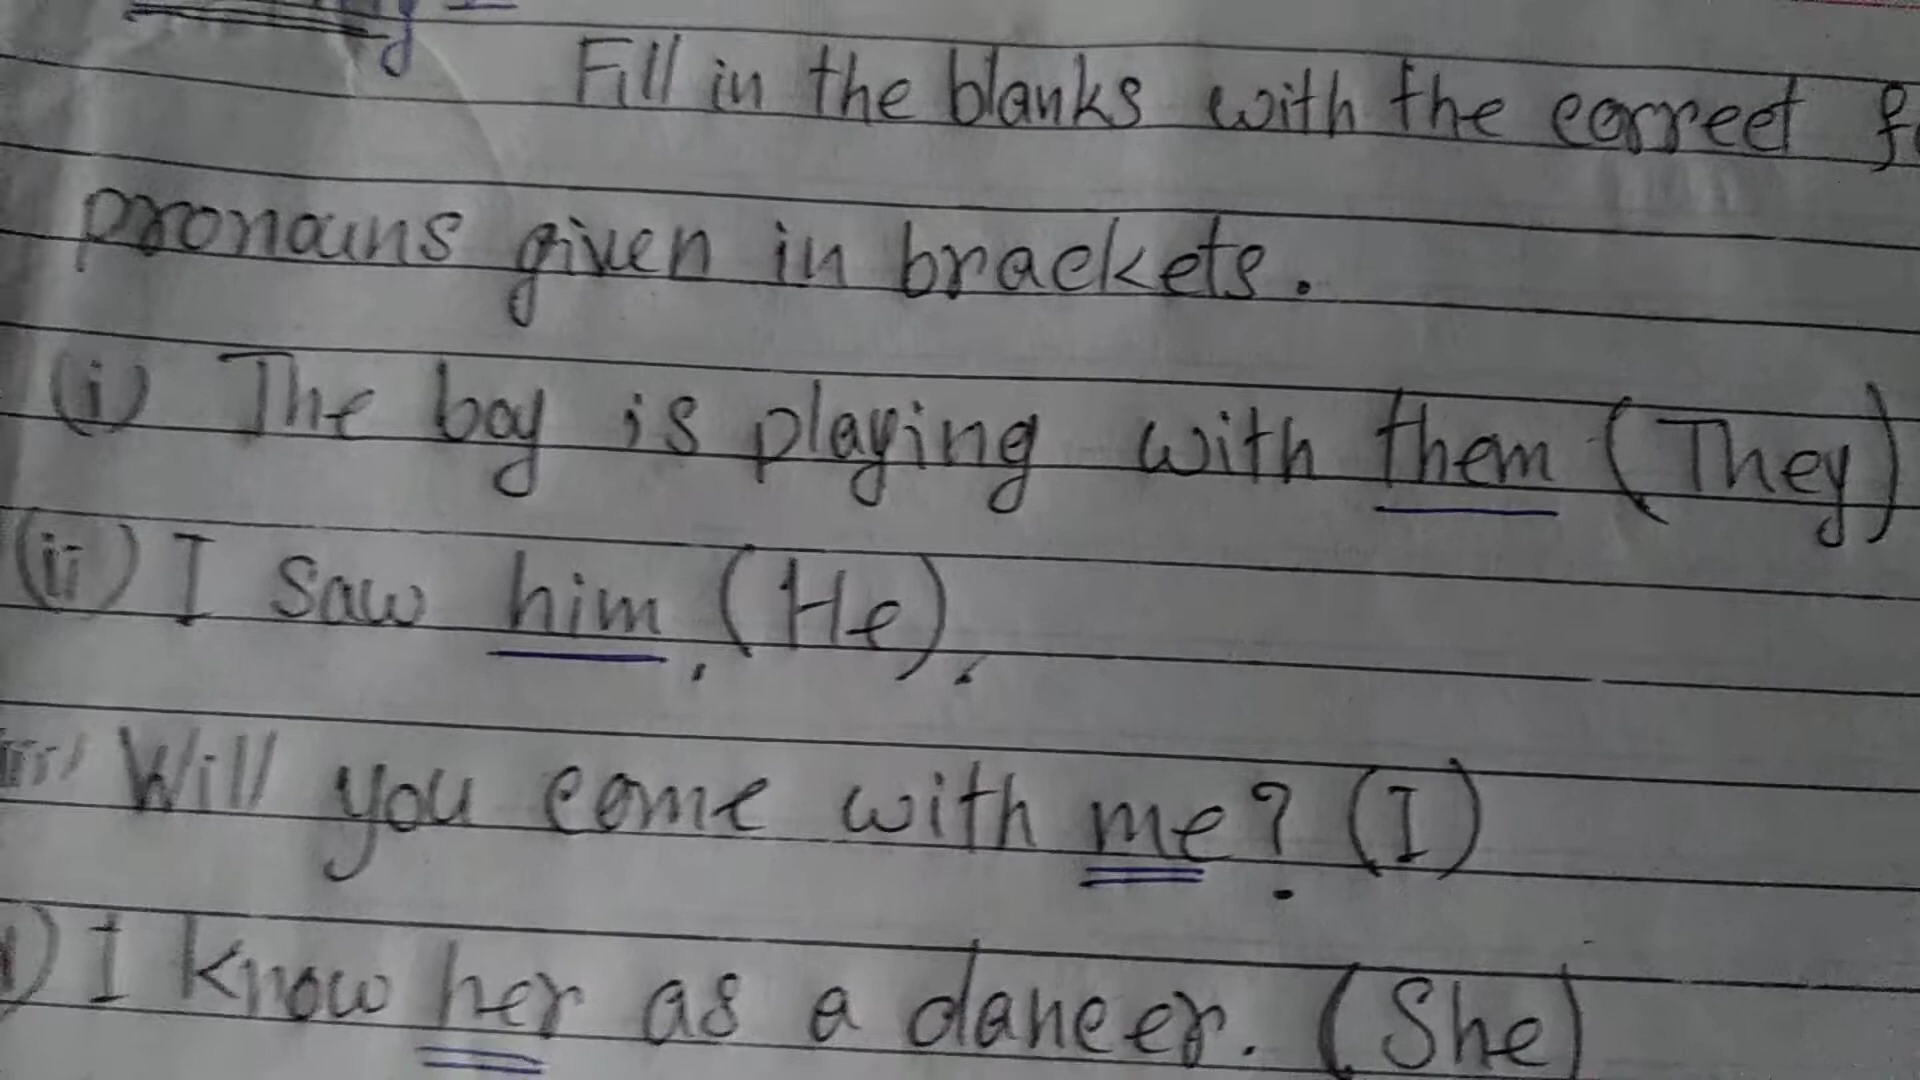 Fill in the blanks with the correct
pronouns given in brackets.
(i) The boy is playing with them (They)
(ii) I saw him. (He).
iii) Will you come with me? (I)
) I know her as a dancer. (She)